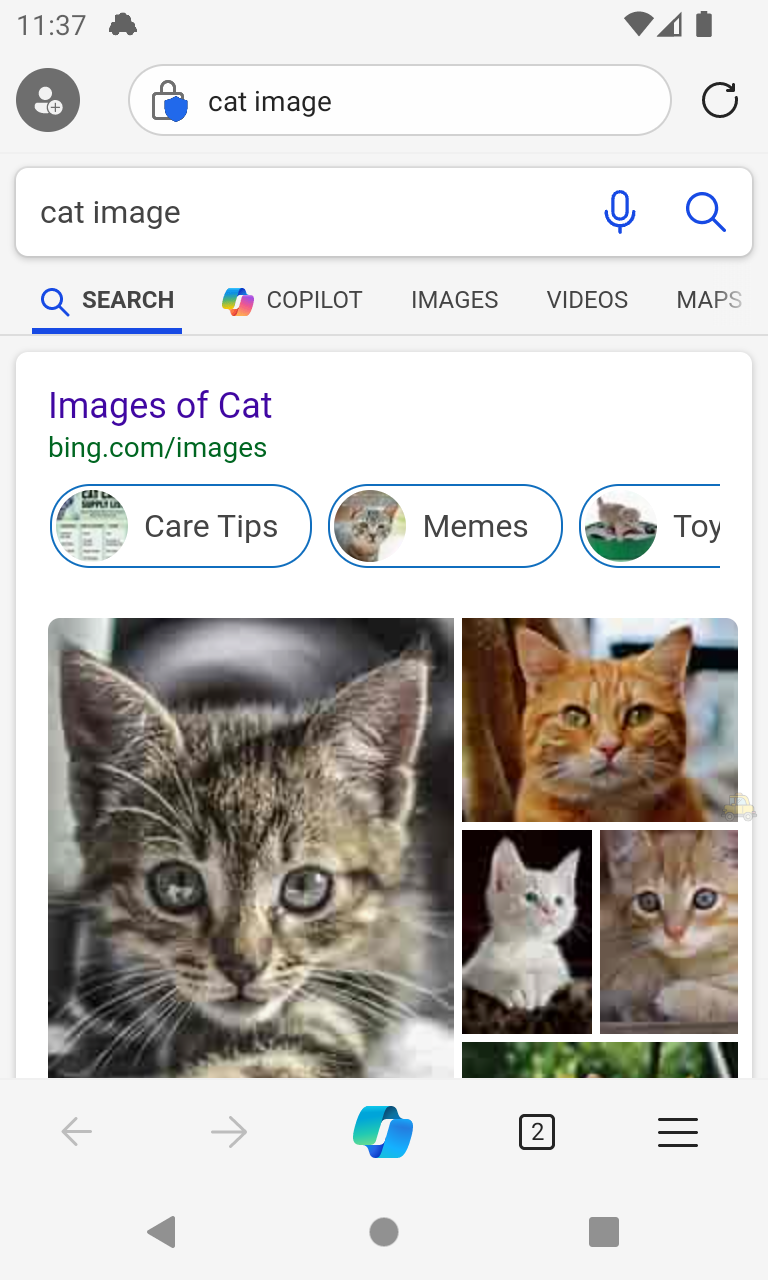 11:37
cat image
cat image
SEARCH COPILOT IMAGES VIDEOS MAPS
Images of Cat
bing.com/images
Care Tips Memes Toy
2